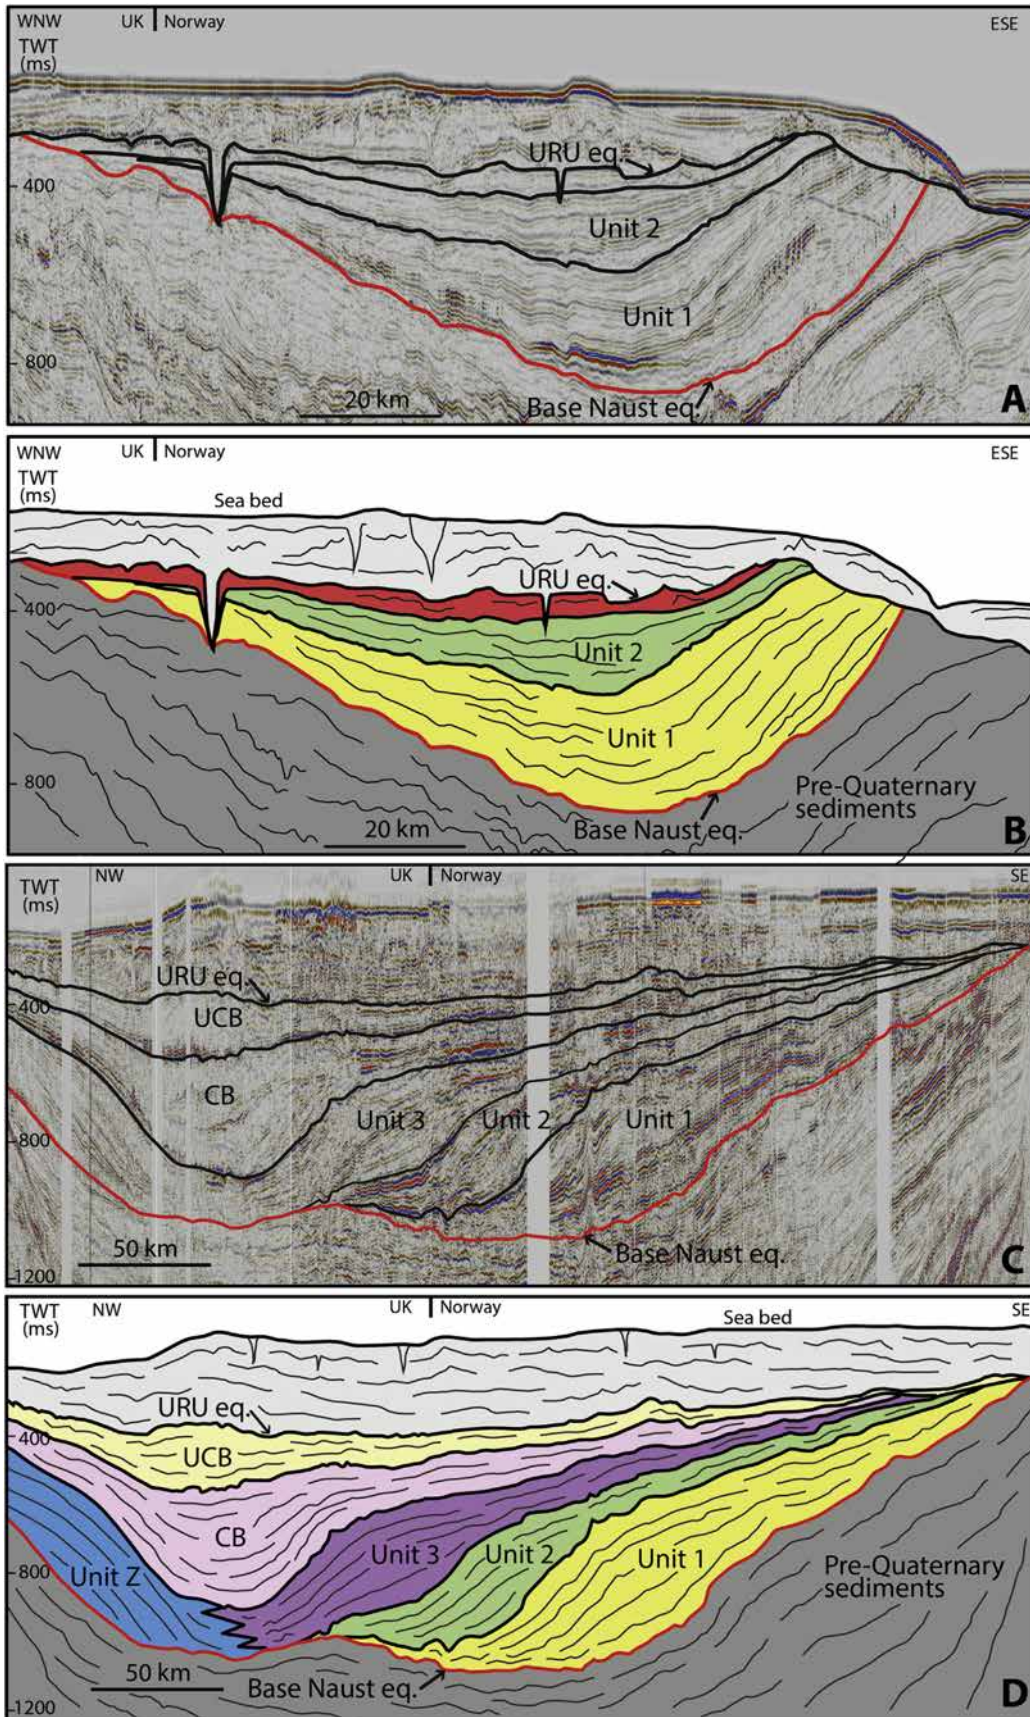 WNW UK Norway ESE
TWT
(ms)
URU eq.
400
Unit 2
Unit 1
800
20 km
Base Naust eq.
A
WNW UK Norway ESE
TWT
(ms)
Sea bed
URU eq.
400
Unit 2
Unit 1
800
Pre-Quaternary
sediments
20 km
Base Naust eq.
B
TWT
(ms)
NW UK Norway SE
URU eq.
400
UCB
CB
Unit 3 Unit 2 Unit 1
800
Base Naust eq.
50 km
1200
C
TWT
(ms)
NW UK Norway Sea bed SE
URU eq.
400
UCB
CB
Unit 3 Unit 2 Unit 1
800
Unit Z
Pre-Quaternary
sediments
50 km
Base Naust eq.
1200
D